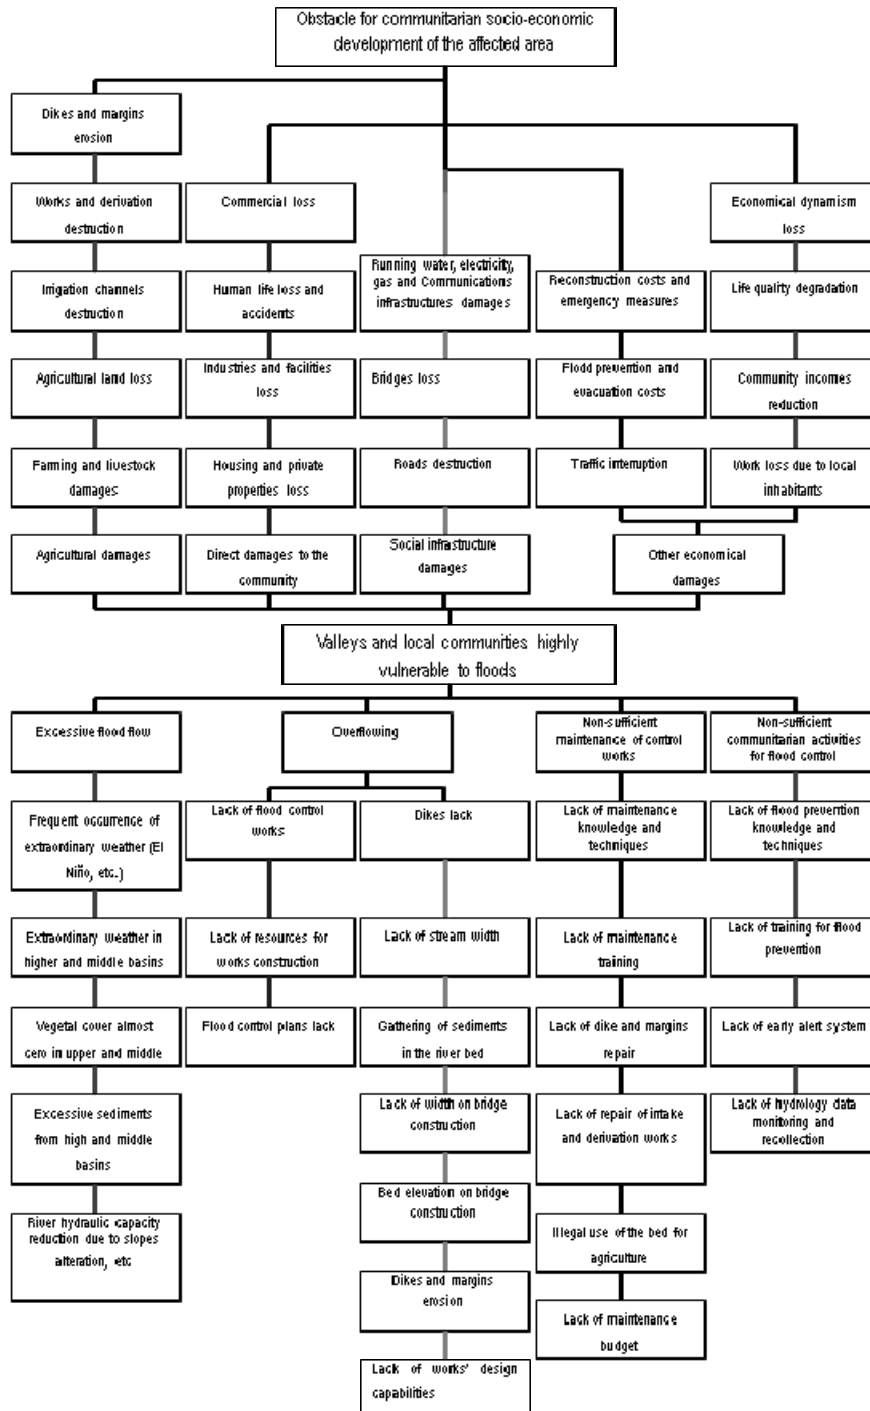 Obstacle for communitarian socio-economic
development of the affected area
Dikes and margins
erosion
Works and derivation
destruction
Commercial loss
Economical dynamism
loss
Irrigation channels
destruction
Human life loss and
accidents
Running water, electricity,
gas and Communications
infrastructures damages
Reconstruction costs and
emergency measures
Life quality degradation
Agricultural land loss
Industries and facilities
loss
Bridges loss
Flodd prevention and
evacuation costs
Community incomes
reduction
Farming and livestock
damages
Housing and private
properties loss
Roads destruction
Traffic interruption
Work loss due to local
inhabitants
Agricultural damages
Direct damages to the
community
Social infrastructure
damages
Other economical
damages
Valleys and local communities highly
vulnerable to floods
Excessive flood flow
Overflowing
Non-sufficient
maintenance of control
works
Non-sufficient
communitarian activities
for flood control
Frequent occurrence of
extraordinary weather (El
Niño, etc.)
Lack of flood control
works
Dikes lack
Lack of maintenance
knowledge and
techniques
Lack of flood prevention
knowledge and
techniques
Extraordinary weather in
higher and middle basins
Lack of resources for
works construction
Lack of stream width
Lack of maintenance
training
Lack of training for flood
prevention
Vegetal cover almost
cero in upper and middle
Flood control plans lack
Gathering of sediments
in the river bed
Lack of dike and margins
repair
Lack of early alert system
Excessive sediments
from high and middle
basins
Lack of width on bridge
construction
Lack of repair of intake
and derivation works
Lack of hydrology data
monitoring and
recollection
River hydraulic capacity
reduction due to slopes
alteration, etc
Bed elevation on bridge
construction
Illegal use of the bed for
agriculture
Dikes and margins
erosion
Lack of maintenance
budget
Lack of works' design
capabilities